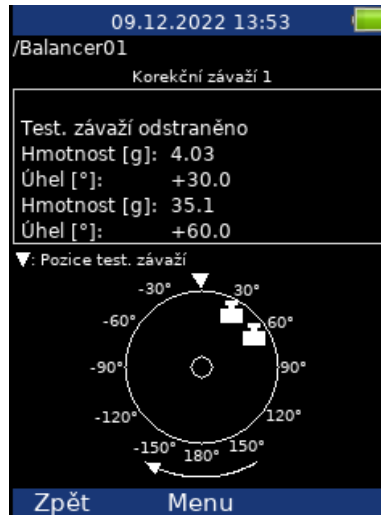 09.12.2022 13:53
/Balancer01
Korekční závaží 1
Test. závaží odstraněno
Hmotnost [g]: 4.03
Úhel [°]: +30.0
Hmotnost [g]: 35.1
Úhel [°]: +60.0
▼: Pozice test. závaží
-30° 30°
-60° 60°
-90° 90°
-120° 120°
-150° 180° 150°
Zpět Menu